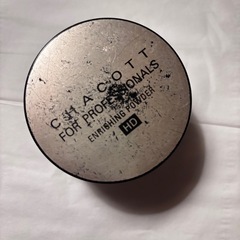 CHACOTT
FOR PROFESSIONALS
ENRICHING POWDER
HD